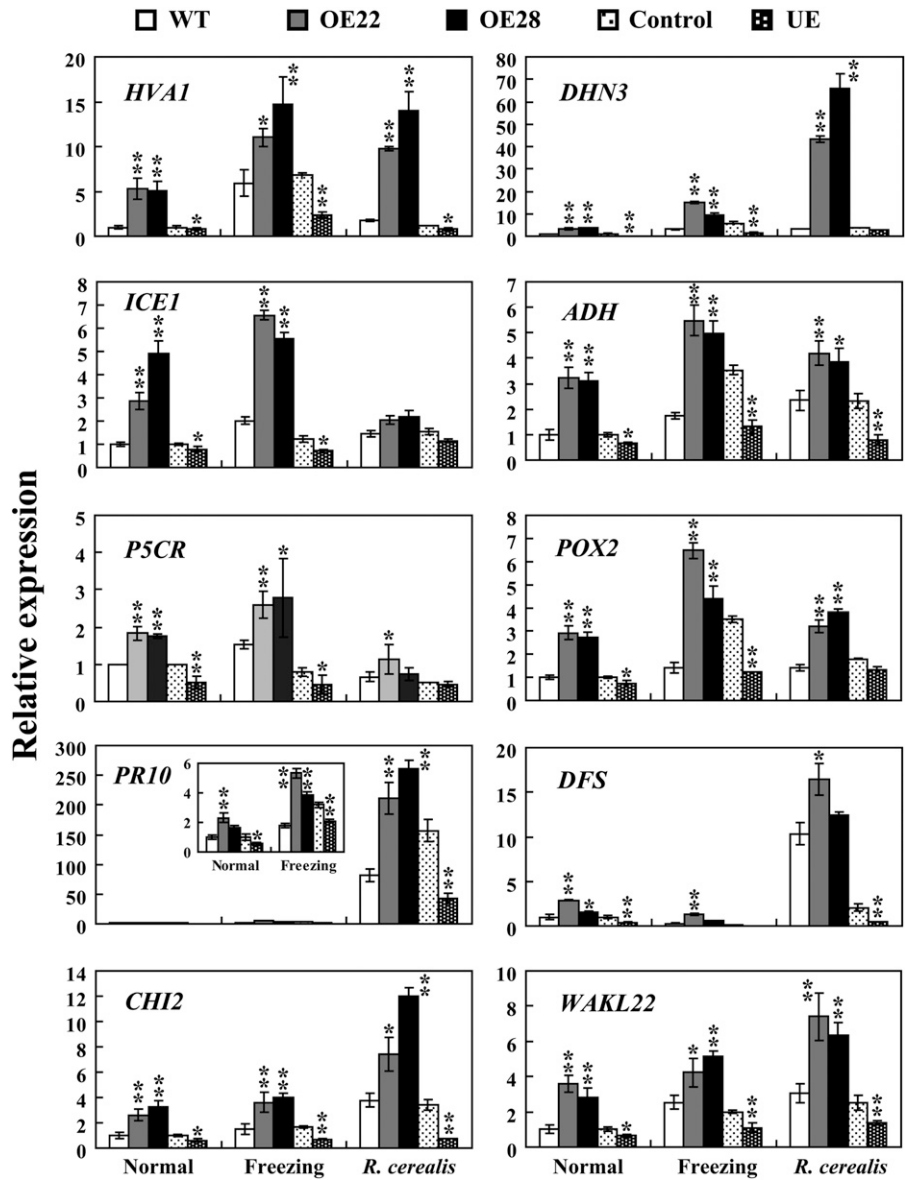 WT OE22 OE28 Control UE
Relative expression
HVA1
20
15
10
5
0
** ** * * ** ** ** ** *
DHN3
80
70
60
50
40
30
20
10
0
** ** ** ** ** ** ** **
ICE1
8
7
6
5
4
3
2
1
0
** ** * ** ** *
ADH
7
6
5
4
3
2
1
0
** ** * ** ** ** ** * **
P5CR
5
4
3
2
1
0
** ** ** ** * * *
POX2
8
7
6
5
4
3
2
1
0
** ** * ** ** ** ** **
PR10
300
250
200
150
100
50
0
** ** **
6
4
2
0
** * ** ** **
Normal Freezing
DFS
20
15
10
5
0
** * ** ** * **
CHI2
14
12
10
8
6
4
2
0
** ** * ** ** ** * ** **
Normal Freezing R. cerealis
WAKL22
10
8
6
4
2
0
** ** * * ** ** ** ** **
Normal Freezing R. cerealis